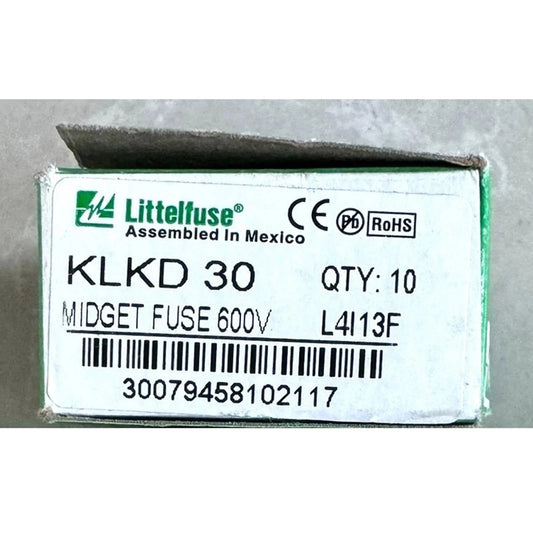 Littelfuse®
Assembled In Mexico
CE
Pb
RoHS
KLKD 30
QTY: 10
MIDGET FUSE 600V
L4I13F
30079458102117